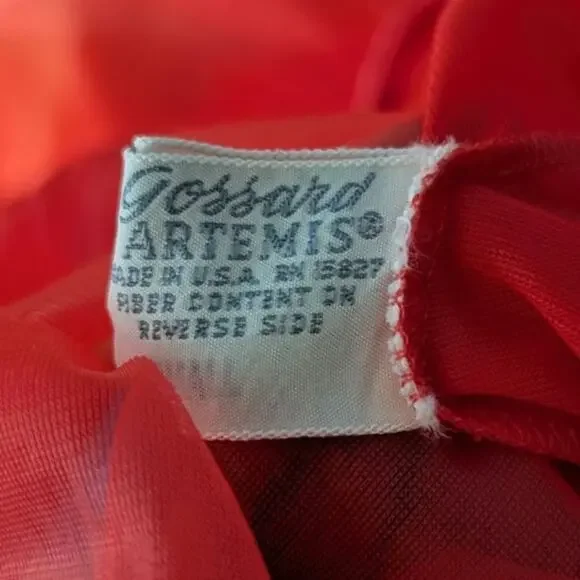 Gossard
ARTEMIS®
MADE IN U.S.A. RN 15827
FIBER CONTENT ON
REVERSE SIDE